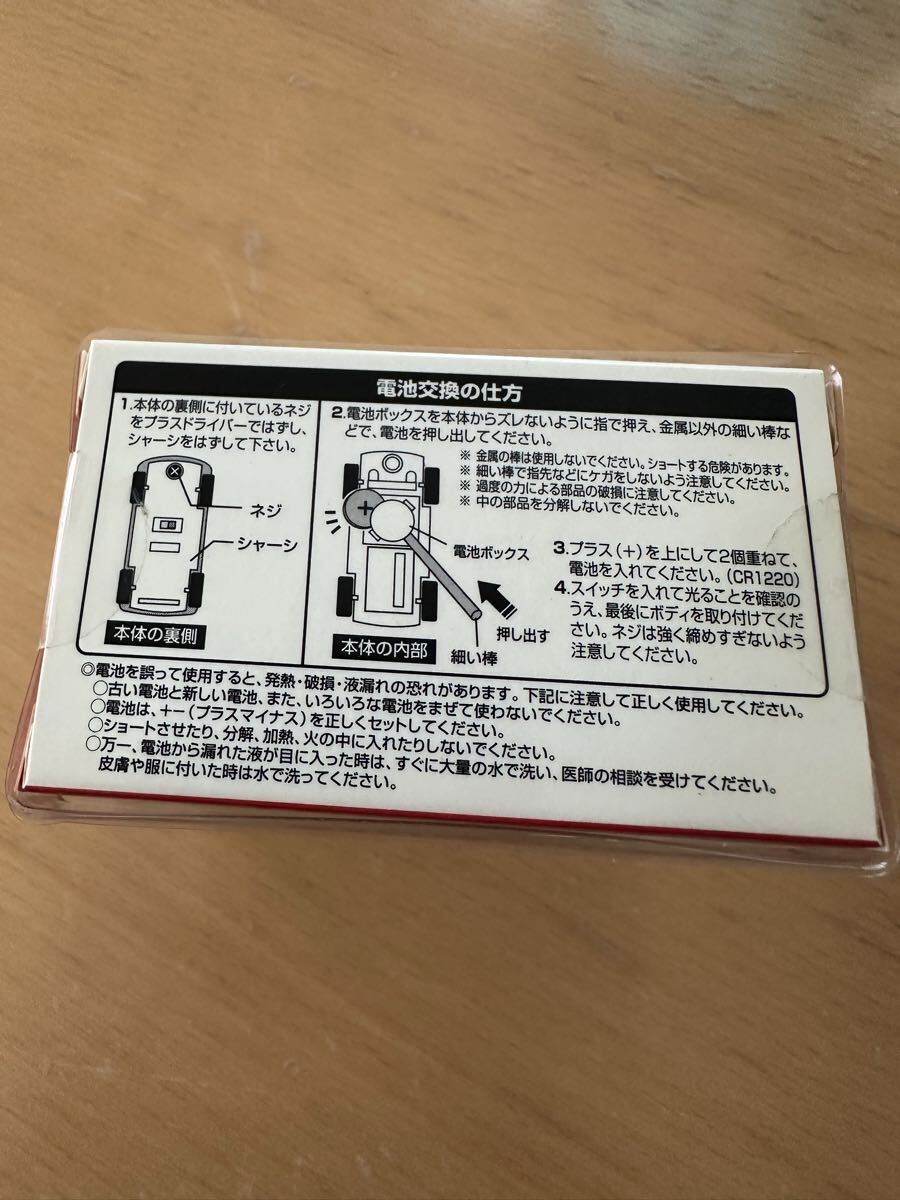 電池交換の仕方
1.本体の裏側に付いているネジ
をプラスドライバーではずし、
シャーシをはずして下さい。
ネジ
シャーシ
本体の裏側
2.電池ボックスを本体からズレないように指で押え、金属以外の細い棒な
どで、電池を押し出してください。
※ 金属の棒は使用しないでください。ショートする危険があります。
※ 細い棒で指先などにケガをしないよう注意してください。
※ 過度の力による部品の破損に注意してください。
※ 中の部品を分解しないでください。
+
電池ボックス
押し出す
細い棒
本体の内部
3.プラス(+)を上にして2個重ねて、
電池を入れてください。(CR1220)
4.スイッチを入れて光ることを確認の
うえ、最後にボディを取り付けてくだ
さい。ネジは強く締めすぎないよう
注意してください。
◎電池を誤って使用すると、発熱・破損・液漏れの恐れがあります。下記に注意して正しく使用してください。
○古い電池と新しい電池、また、いろいろな電池をまぜて使わないでください。
○電池は、+−(プラスマイナス)を正しくセットしてください。
○ショートさせたり、分解、加熱、火の中に入れたりしないでください。
○万一、電池から漏れた液が目に入った時は、すぐに大量の水で洗い、医師の相談を受けてください。
皮膚や服に付いた時は水で洗ってください。